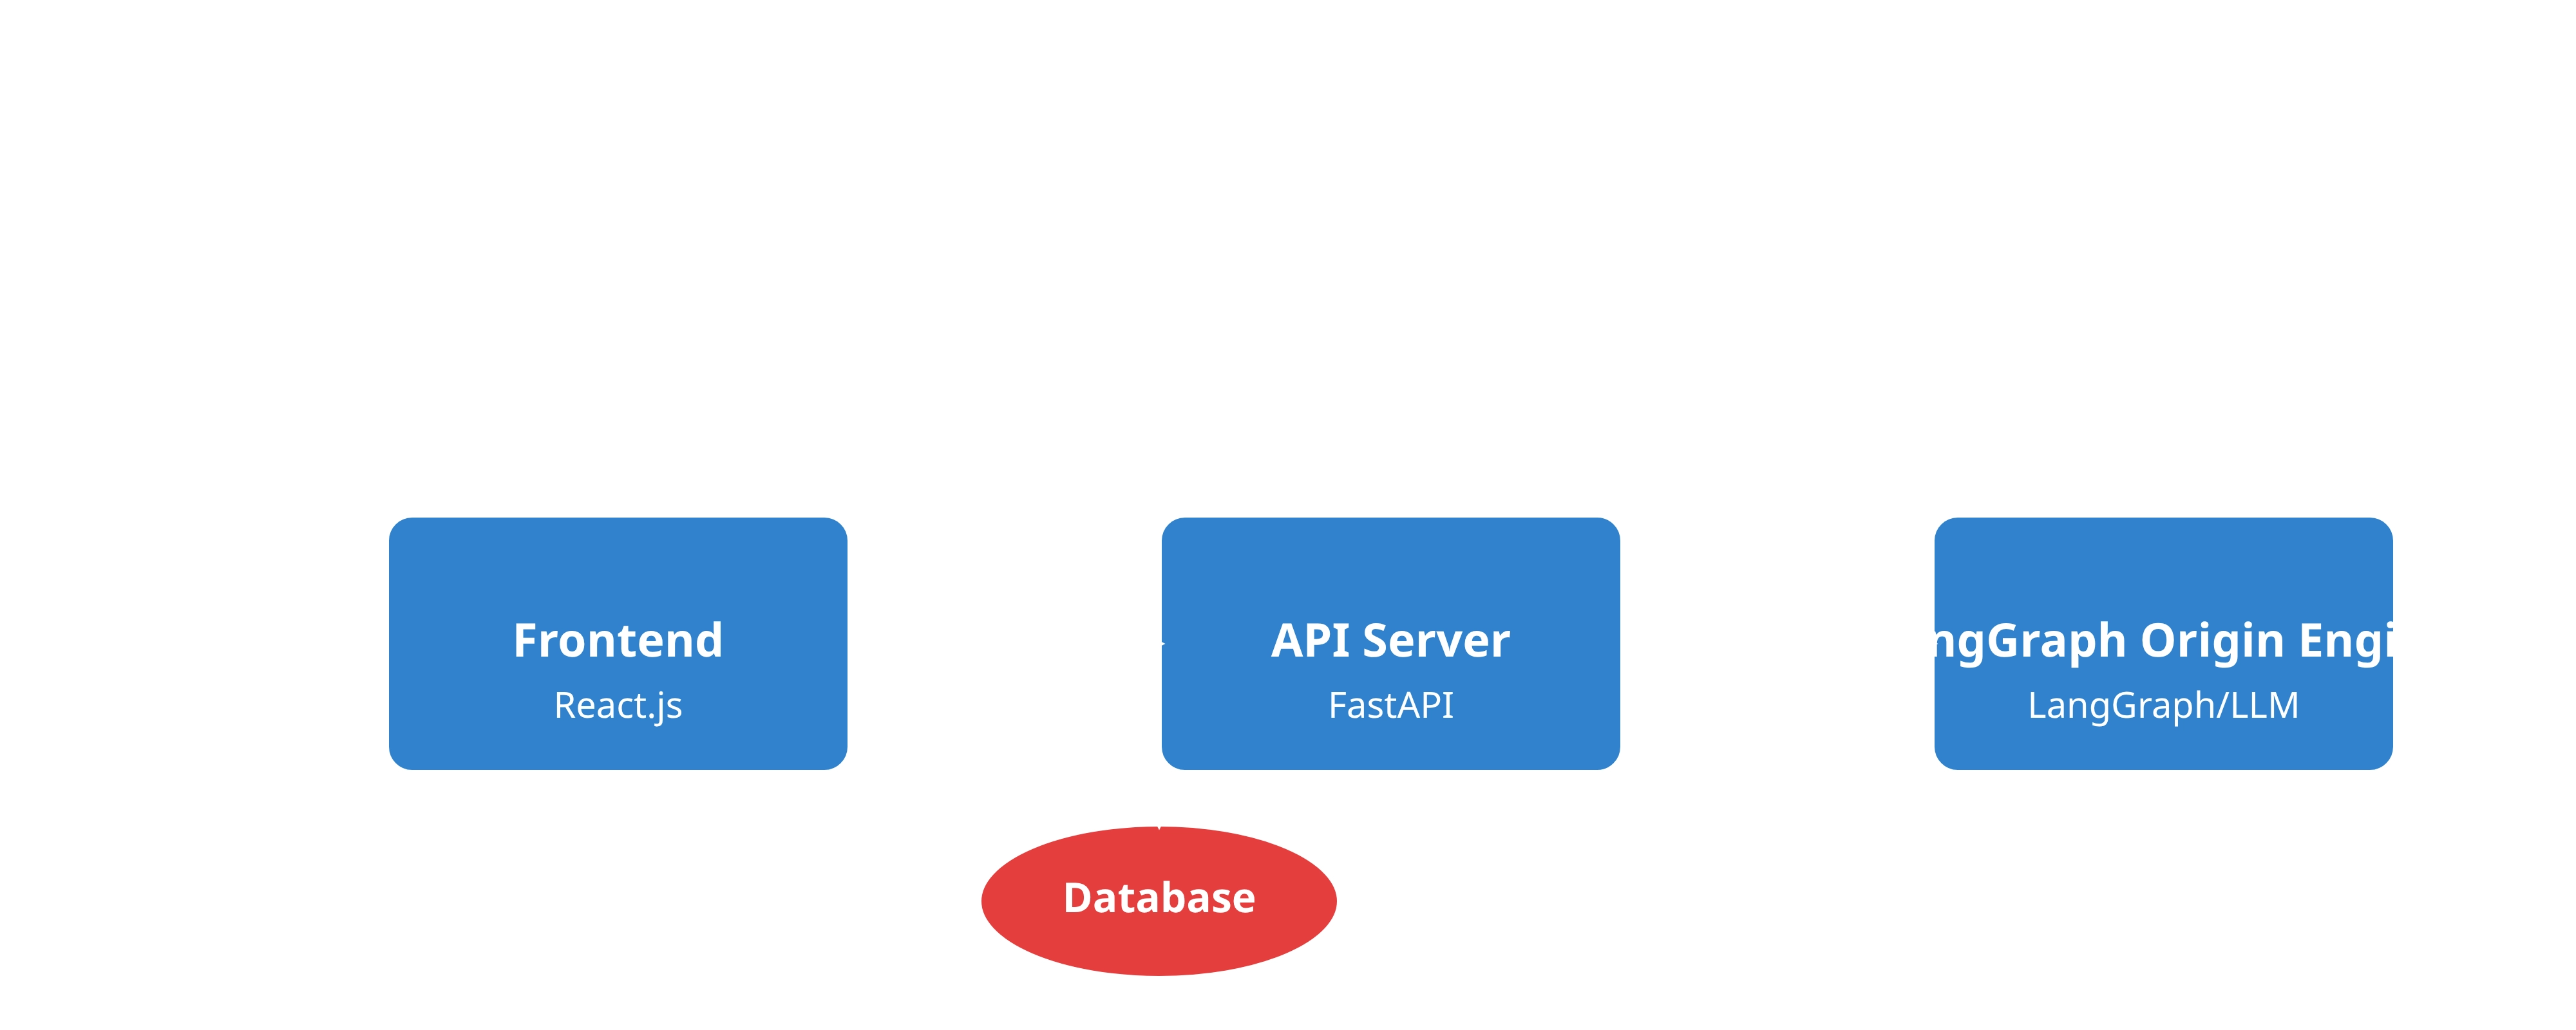 Frontend
React.js
API Server
FastAPI
ngGraph Origin Engi
LangGraph/LLM
Database